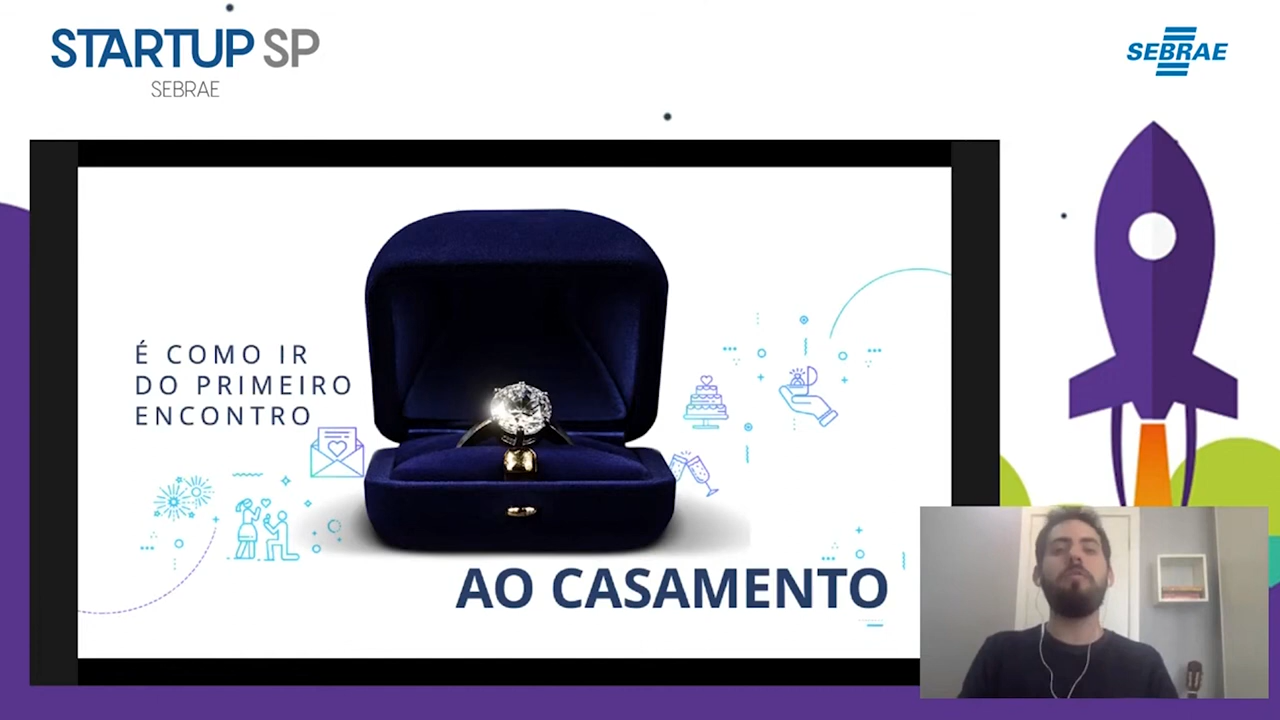 STARTUP SP
SEBRAE
SEBRAE
É COMO IR
DO PRIMEIRO
ENCONTRO
AO CASAMENTO